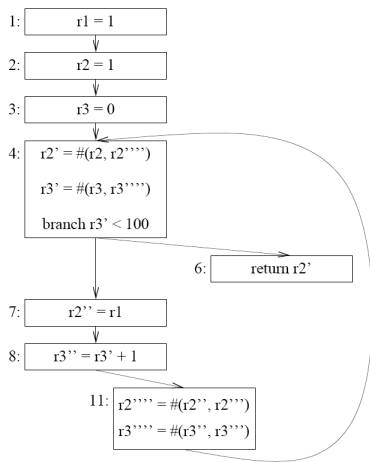 1: r1 = 1
2: r2 = 1
3: r3 = 0
4: r2' = #(r2, r2'''')
r3' = #(r3, r3'''')
branch r3' < 100
6: return r2'
7: r2'' = r1
8: r3'' = r3' + 1
11: r2'''' = #(r2'', r2''')
r3'''' = #(r3'', r3''')